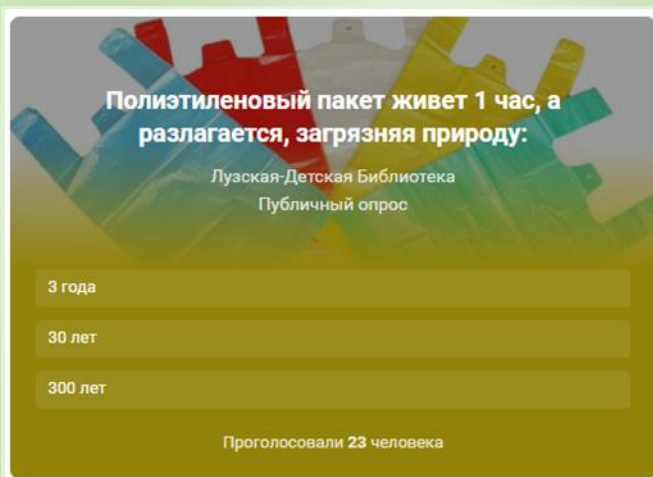 Полиэтиленовый пакет живет 1 час, а
разлагается, загрязняя природу:
Лузская-Детская Библиотека
Публичный опрос
3 года
30 лет
300 лет
Проголосовали 23 человека